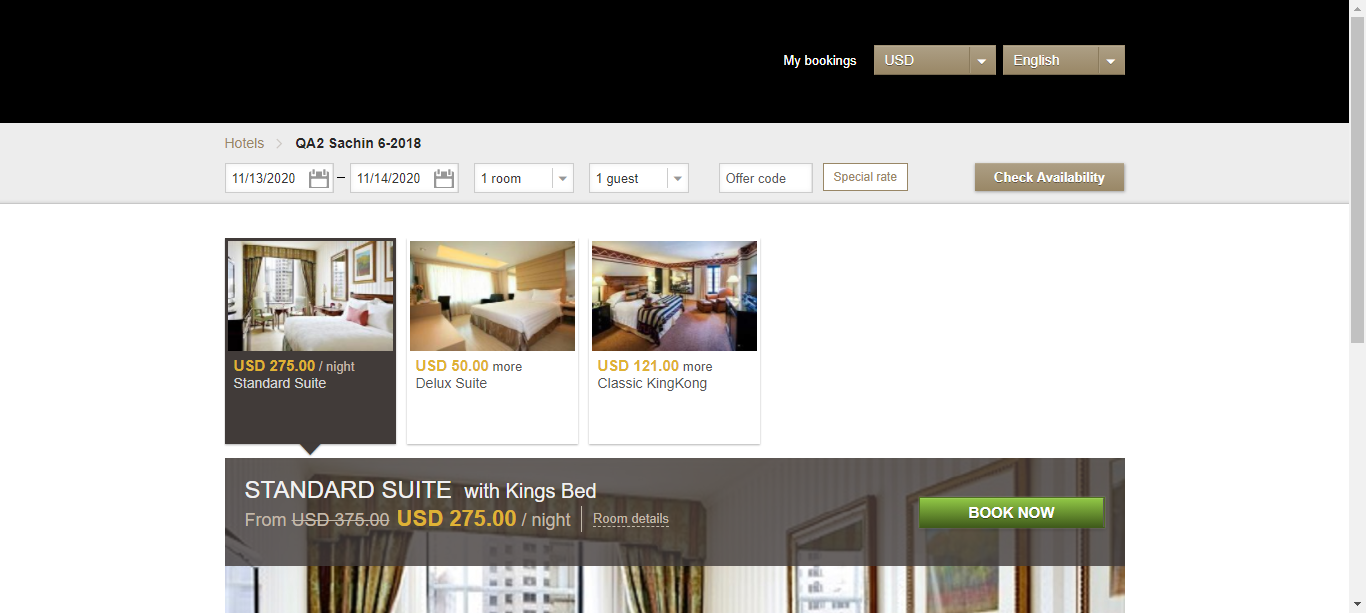 My bookings
USD
English
Hotels
QA2 Sachin 6-2018
11/13/2020
–
11/14/2020
1 room
1 guest
Offer code
Special rate
Check Availability
USD 275.00 / night
Standard Suite
USD 50.00 more
Delux Suite
USD 121.00 more
Classic KingKong
STANDARD SUITE with Kings Bed
From USD 375.00 USD 275.00 / night
Room details
BOOK NOW